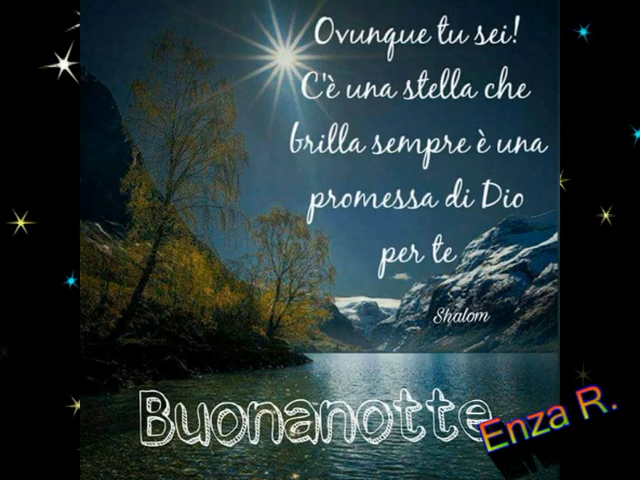 Ovunque tu sei!
C'è una stella che
brilla sempre è una
promessa di Dio
per te
Shalom
Buonanotte
Enza R.